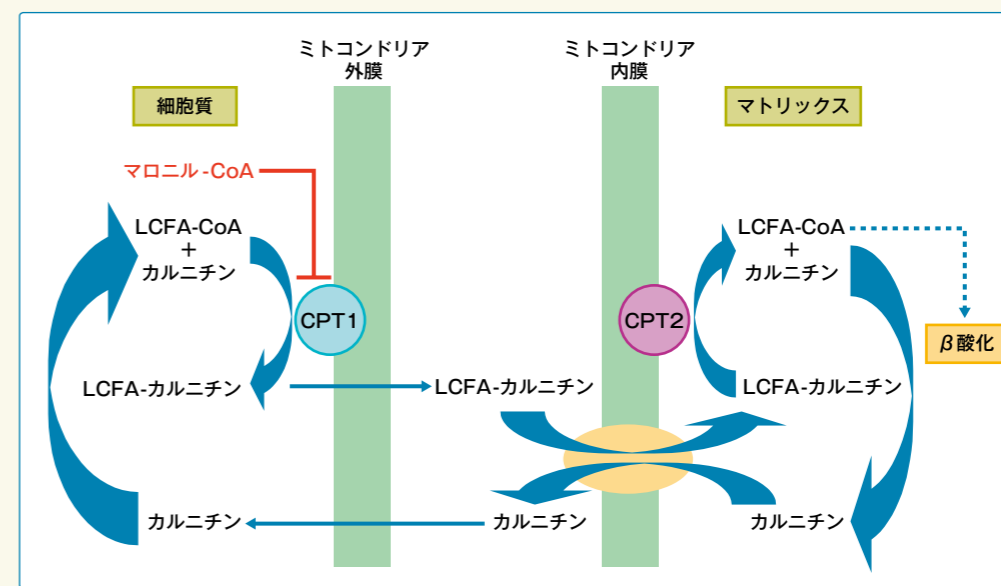 ミトコンドリア
外膜
ミトコンドリア
内膜
細胞質
マトリックス
マロニル-CoA
LCFA-CoA
+
カルニチン
LCFA-CoA
+
カルニチン
CPT1
CPT2
β酸化
LCFA-カルニチン
LCFA-カルニチン
LCFA-カルニチン
カルニチン
カルニチン
カルニチン